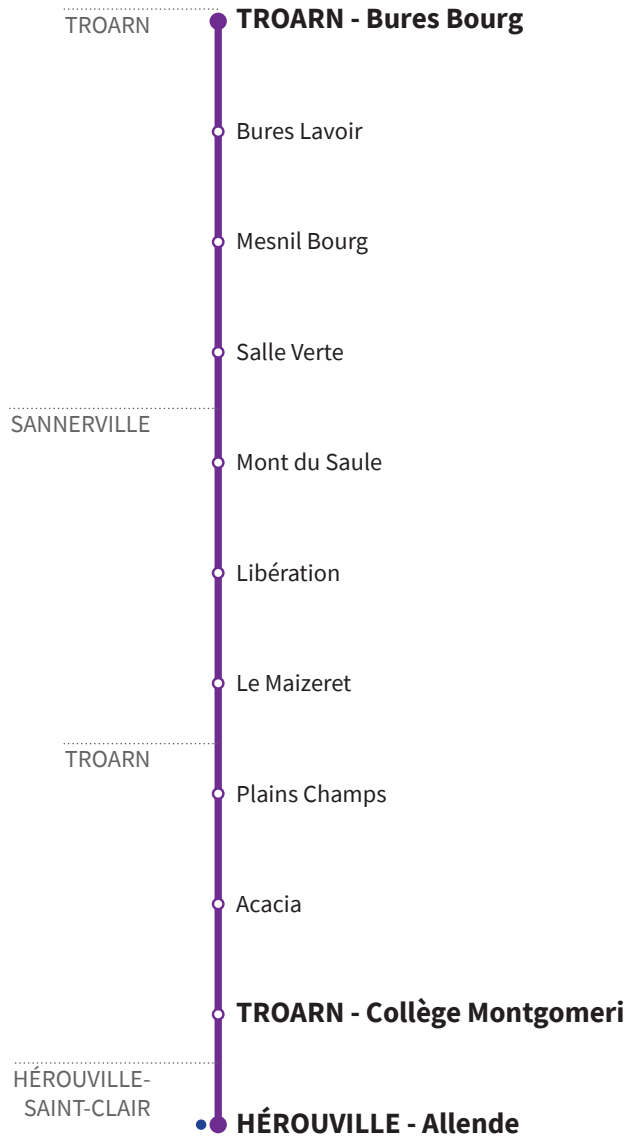 TROARN
TROARN - Bures Bourg
Bures Lavoir
Mesnil Bourg
Salle Verte
SANNERVILLE
Mont du Saule
Libération
Le Maizeret
TROARN
Plains Champs
Acacia
TROARN - Collège Montgomeri
HÉROUVILLE-
SAINT-CLAIR
HÉROUVILLE - Allende